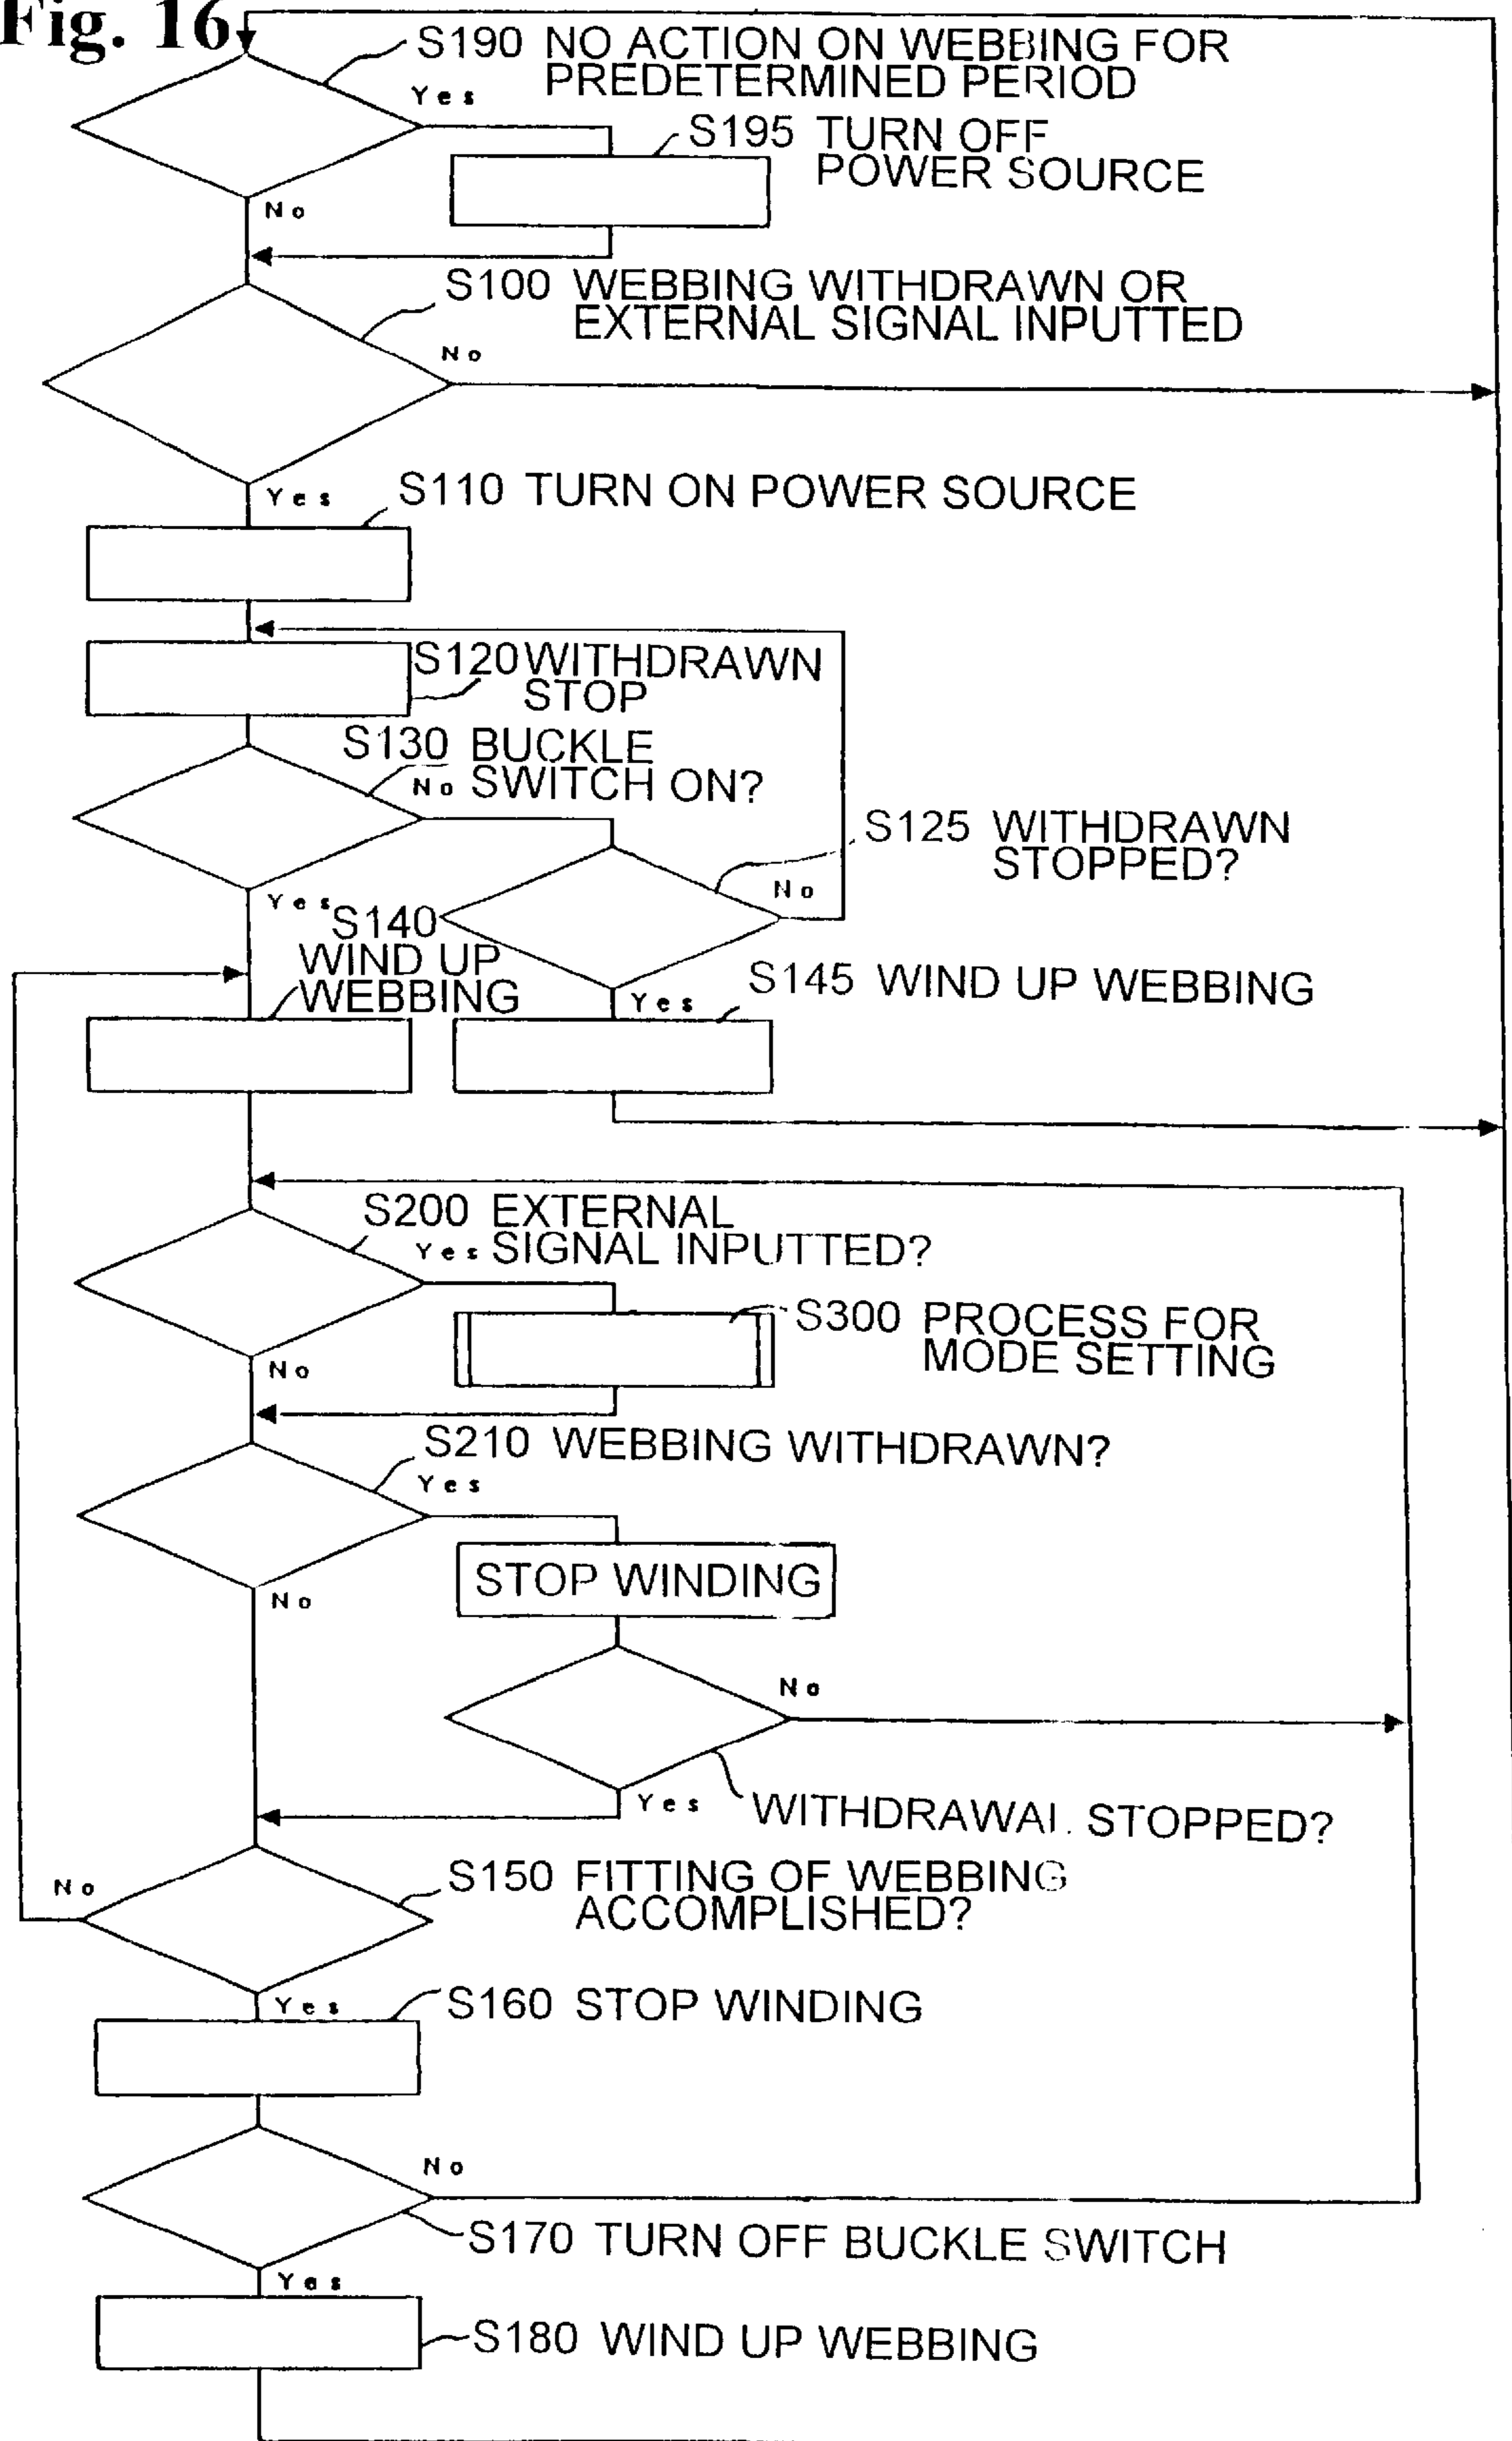 Fig. 16
S190 NO ACTION ON WEBBING FOR
PREDETERMINED PERIOD
Yes
S195 TURN OFF
POWER SOURCE
No
S100 WEBBING WITHDRAWN OR
EXTERNAL SIGNAL INPUTTED
No
Yes
S110 TURN ON POWER SOURCE
S120 WITHDRAWN
STOP
S130 BUCKLE
No SWITCH ON?
S125 WITHDRAWN
STOPPED?
No
Yes
S140
WIND UP
WEBBING
S145 WIND UP WEBBING
Yes
S200 EXTERNAL
Yes SIGNAL INPUTTED?
S300 PROCESS FOR
MODE SETTING
No
S210 WEBBING WITHDRAWN?
Yes
STOP WINDING
No
No
Yes
WITHDRAWAL STOPPED?
S150 FITTING OF WEBBING
ACCOMPLISHED?
No
Yes
S160 STOP WINDING
No
S170 TURN OFF BUCKLE SWITCH
Yes
S180 WIND UP WEBBING